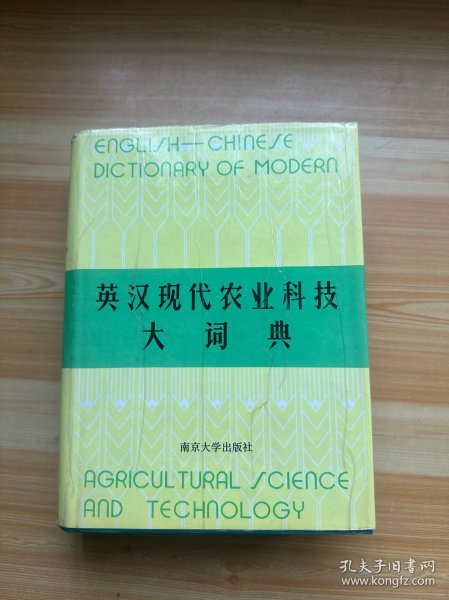 ENGLISH—CHINESE
DICTIONARY OF MODERN
英汉现代农业科技
大词典
南京大学出版社
AGRICULTURAL SCIENCE
AND TECHNOLOGY
孔夫子旧书网
www.kongfz.com